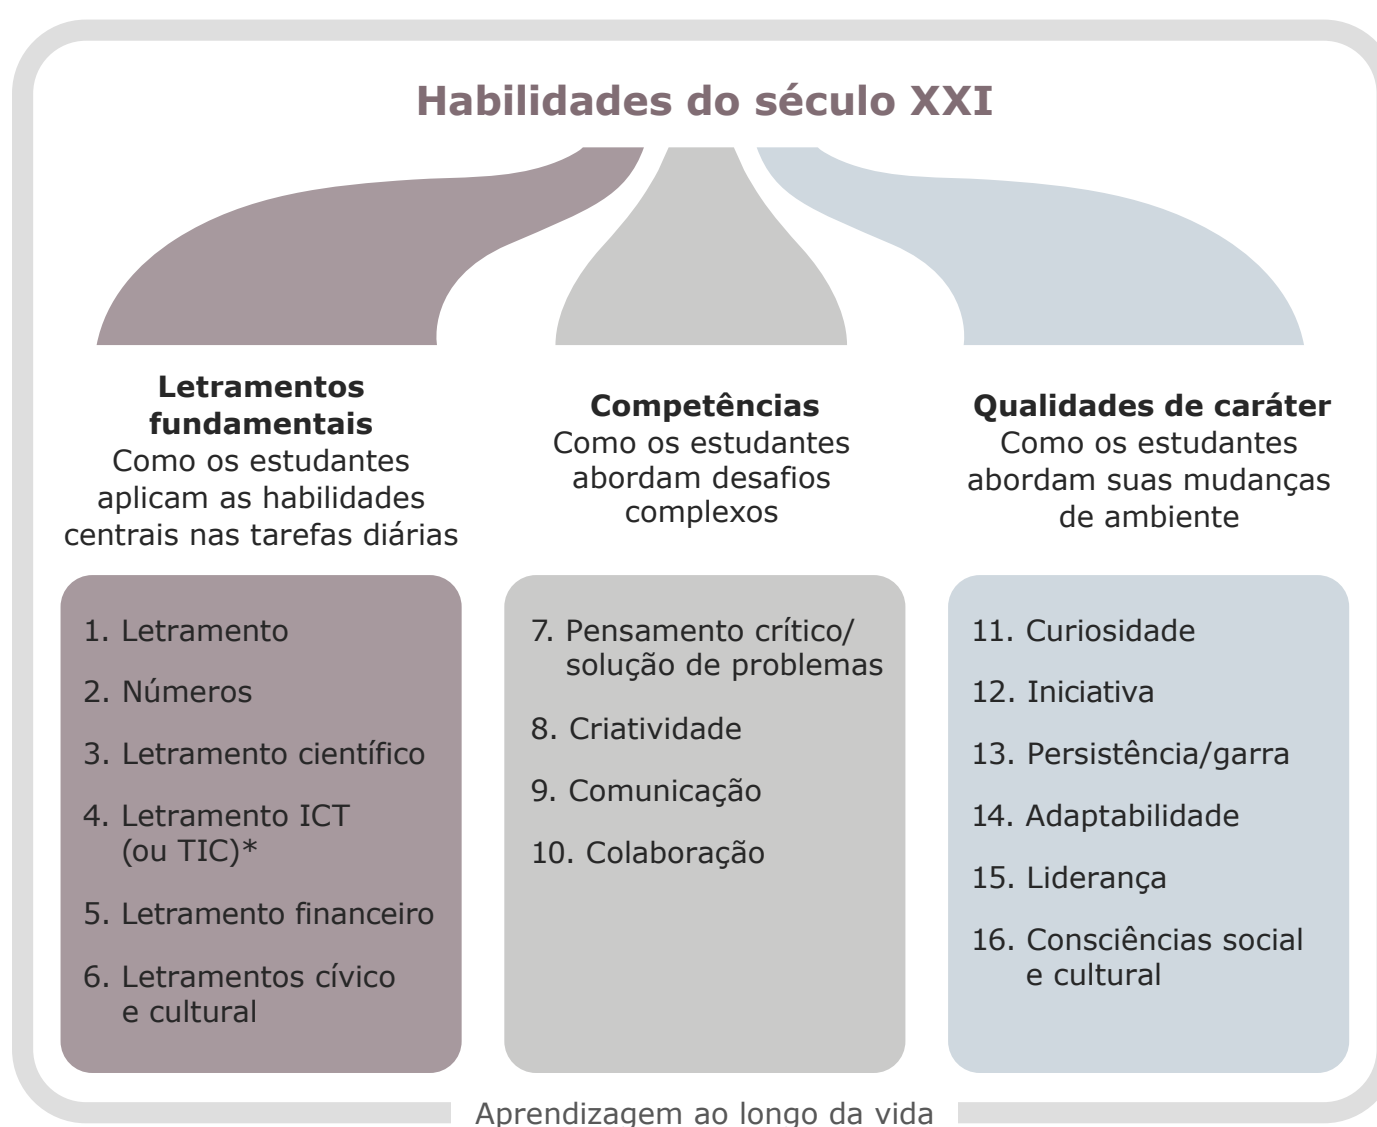 Habilidades do século XXI
Letramentos
fundamentais
Como os estudantes
aplicam as habilidades
centrais nas tarefas diárias
1. Letramento
2. Números
3. Letramento científico
4. Letramento ICT
(ou TIC)*
5. Letramento financeiro
6. Letramentos cívico
e cultural
Competências
Como os estudantes
abordam desafios
complexos
7. Pensamento crítico/
solução de problemas
8. Criatividade
9. Comunicação
10. Colaboração
Qualidades de caráter
Como os estudantes
abordam suas mudanças
de ambiente
11. Curiosidade
12. Iniciativa
13. Persistência/garra
14. Adaptabilidade
15. Liderança
16. Consciências social
e cultural
Aprendizagem ao longo da vida